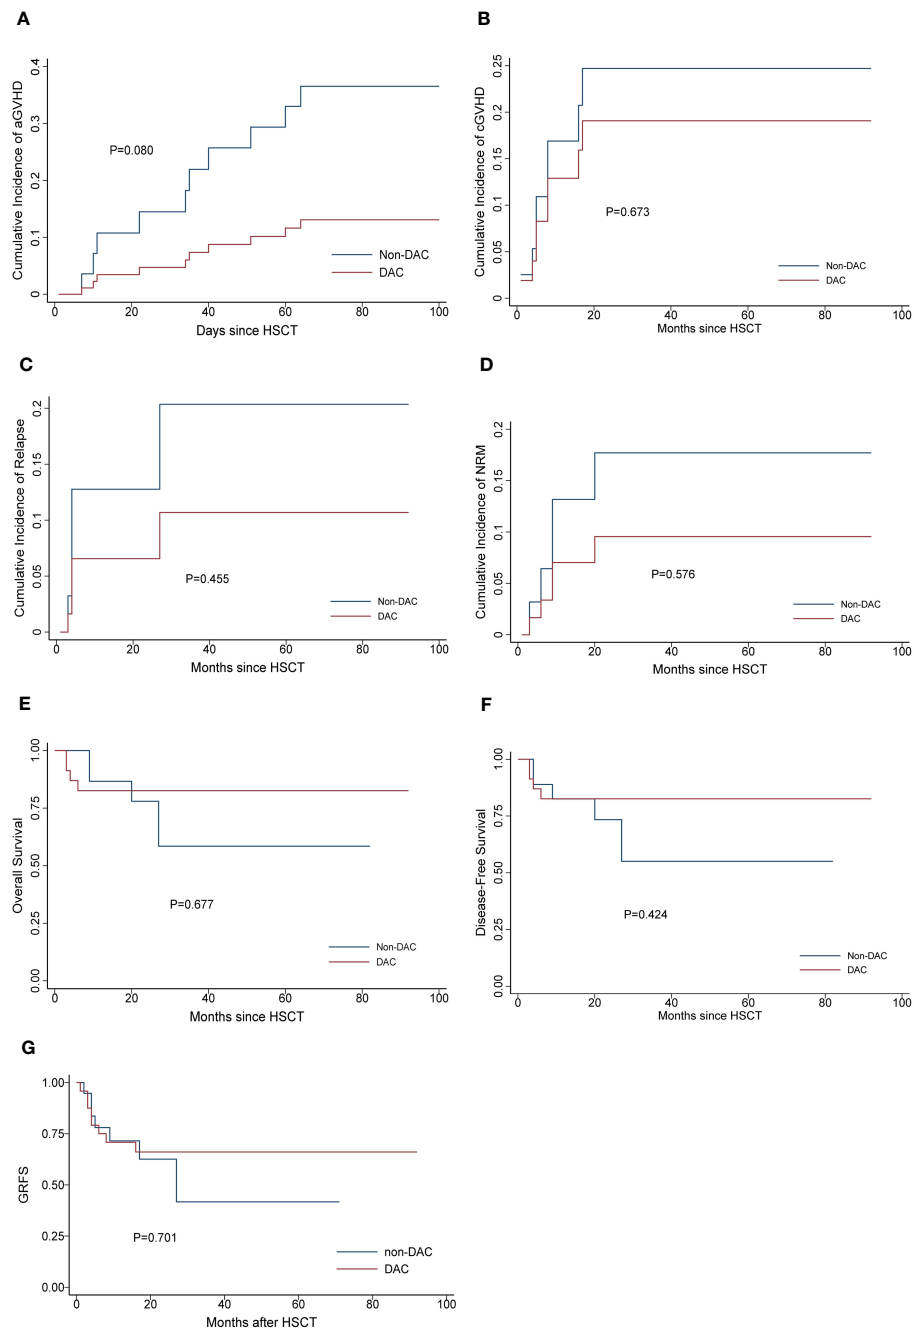 A
Cumulative Incidence of aGVHD
0.4
0.3
0.2
0.1
0
P=0.080
Non-DAC
DAC
0 20 40 60 80 100
Days since HSCT
B
Cumulative Incidence of cGVHD
0.25
0.2
0.15
0.1
0.05
0
P=0.673
Non-DAC
DAC
0 20 40 60 80 100
Months since HSCT
C
Cumulative Incidence of Relapse
0.2
0.15
0.1
0.05
0
P=0.455
Non-DAC
DAC
0 20 40 60 80 100
Months since HSCT
D
Cumulative Incidence of NRM
0.2
0.15
0.1
0.05
0
P=0.576
Non-DAC
DAC
0 20 40 60 80 100
Months since HSCT
E
Overall Survival
1.00
0.75
0.50
0.25
0.00
P=0.677
Non-DAC
DAC
0 20 40 60 80 100
Months since HSCT
F
Disease-Free Survival
1.00
0.75
0.50
0.25
0.00
P=0.424
Non-DAC
DAC
0 20 40 60 80 100
Months since HSCT
G
GRFS
1.00
0.75
0.50
0.25
0.00
P=0.701
non-DAC
DAC
0 20 40 60 80 100
Months after HSCT